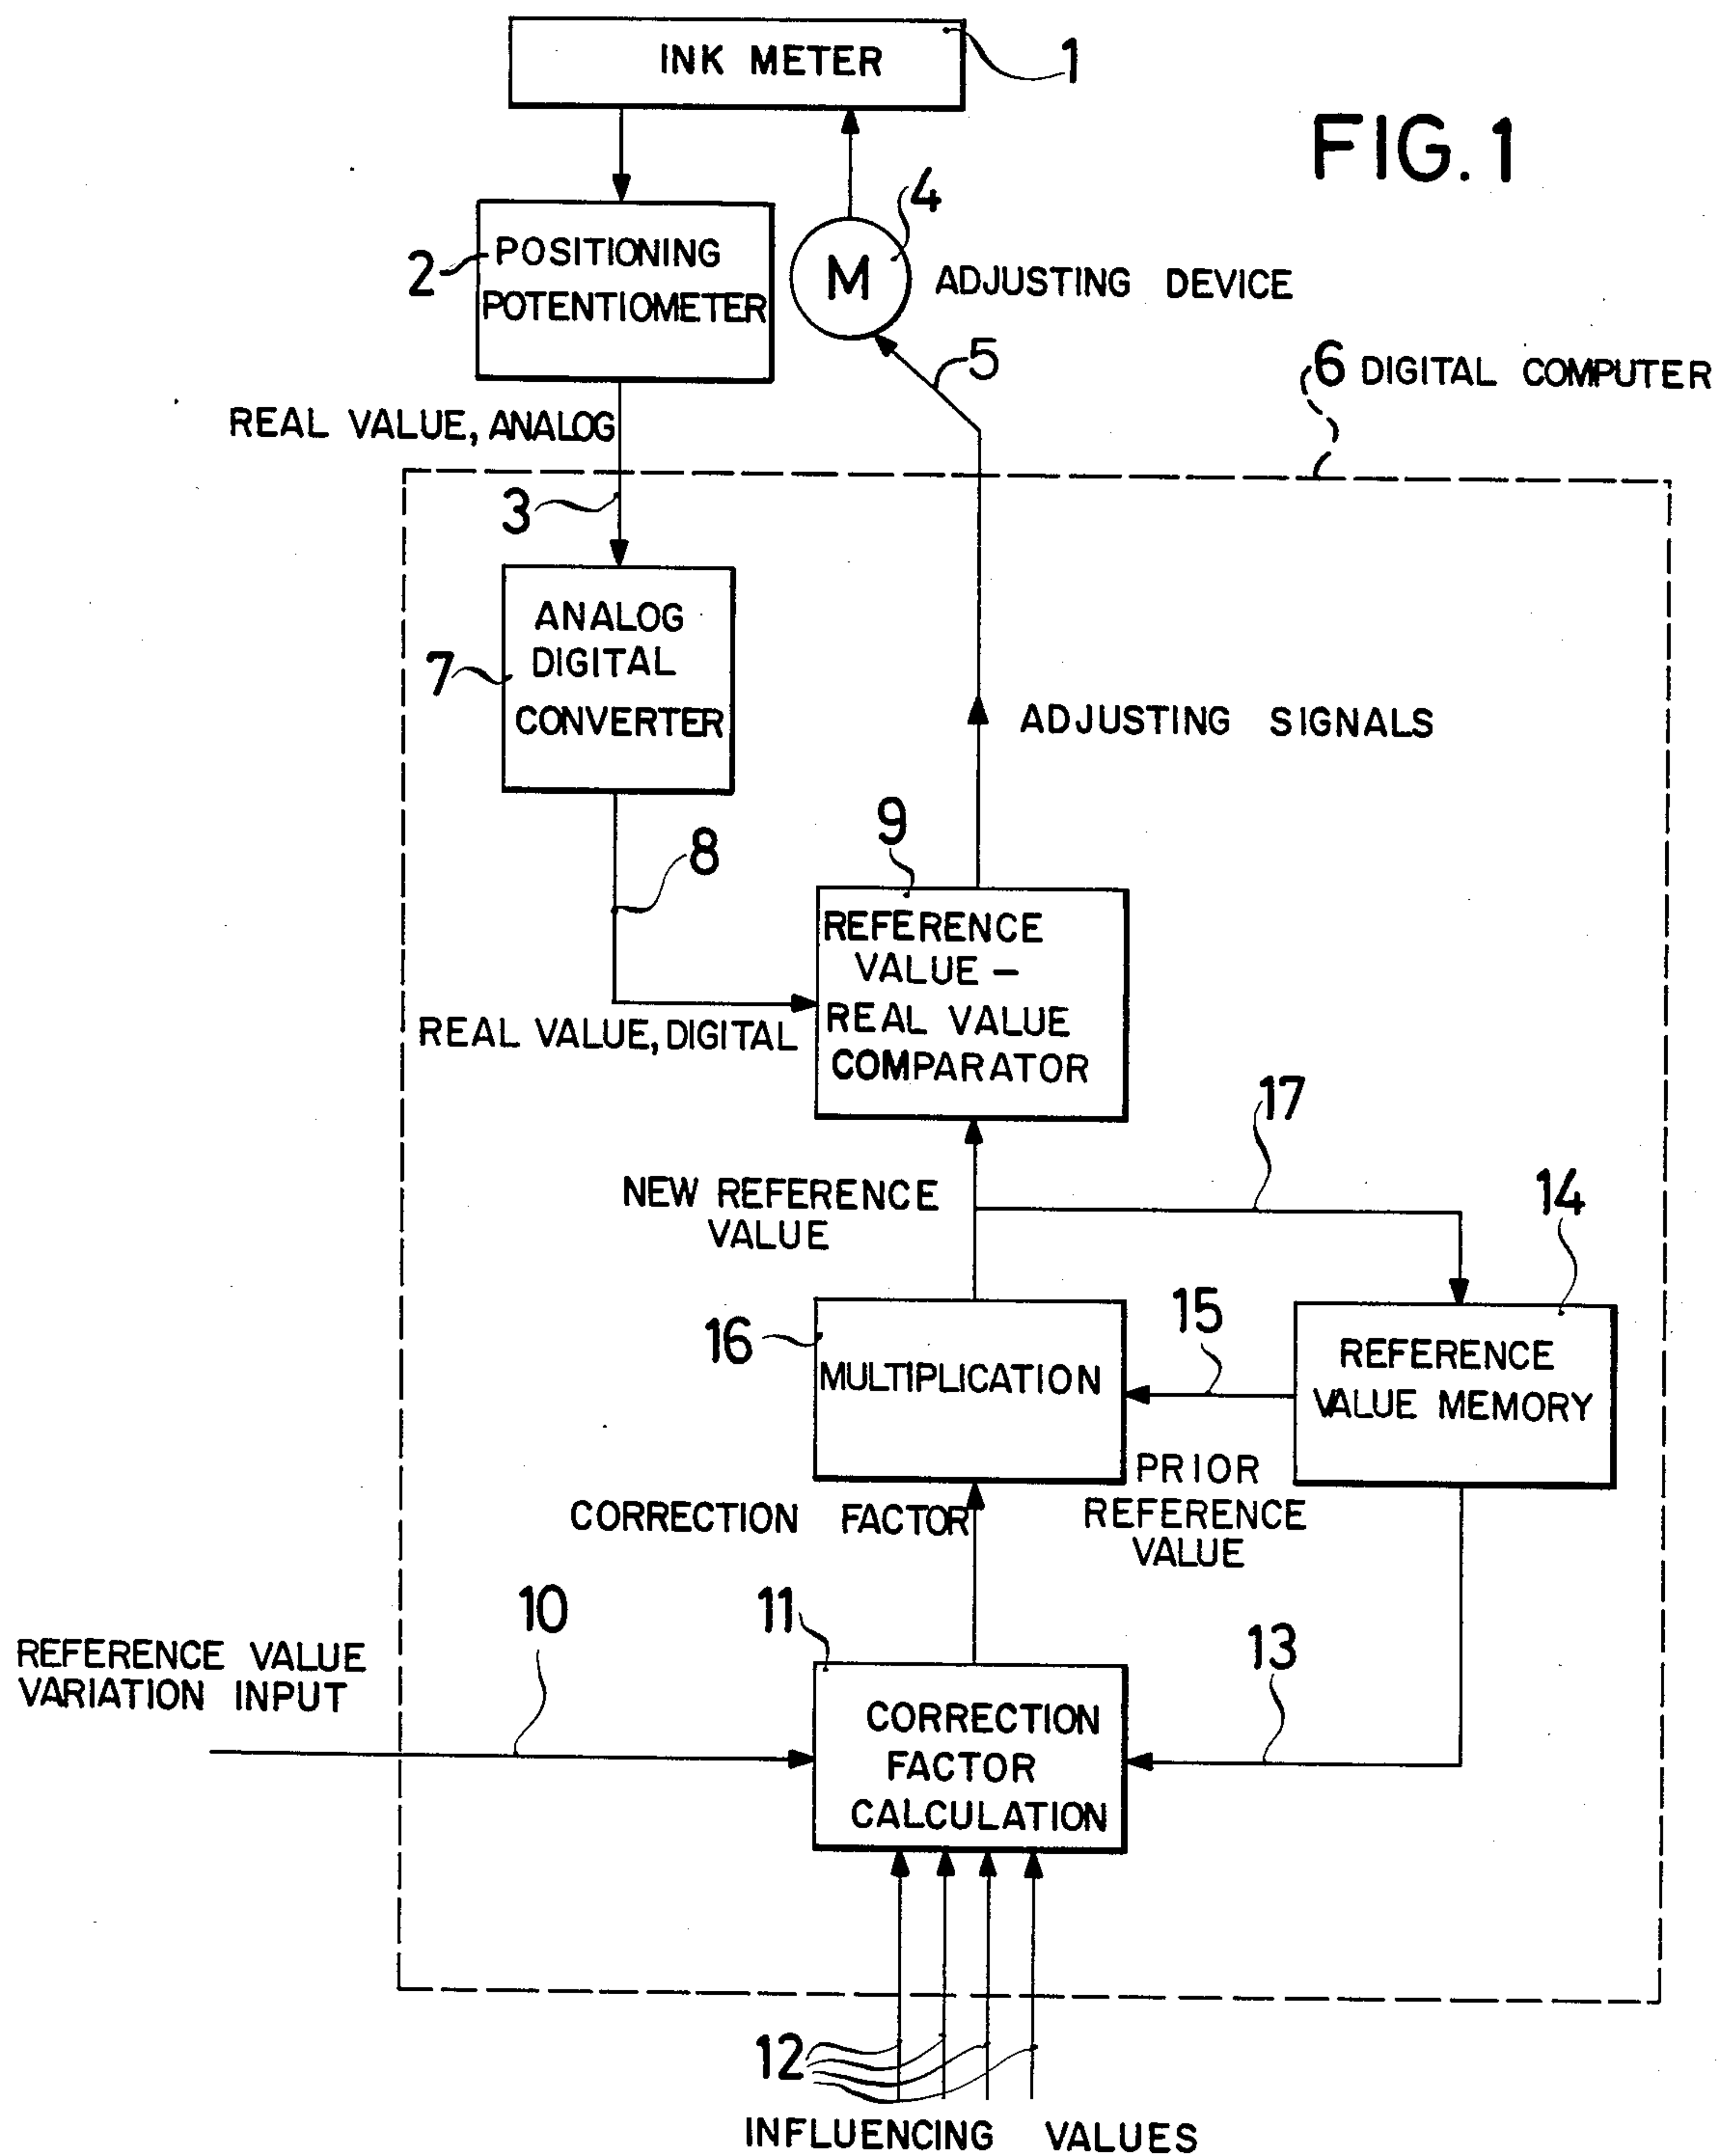 INK METER
1
FIG. 1
2
POSITIONING
POTENTIOMETER
M
4
ADJUSTING DEVICE
5
6 DIGITAL COMPUTER
REAL VALUE, ANALOG
3
7
ANALOG
DIGITAL
CONVERTER
ADJUSTING SIGNALS
8
9
REFERENCE
VALUE –
REAL VALUE
COMPARATOR
REAL VALUE, DIGITAL
17
NEW REFERENCE
VALUE
14
16
MULTIPLICATION
15
REFERENCE
VALUE MEMORY
PRIOR
REFERENCE
VALUE
CORRECTION FACTOR
10
11
13
REFERENCE VALUE
VARIATION INPUT
CORRECTION
FACTOR
CALCULATION
12
INFLUENCING VALUES